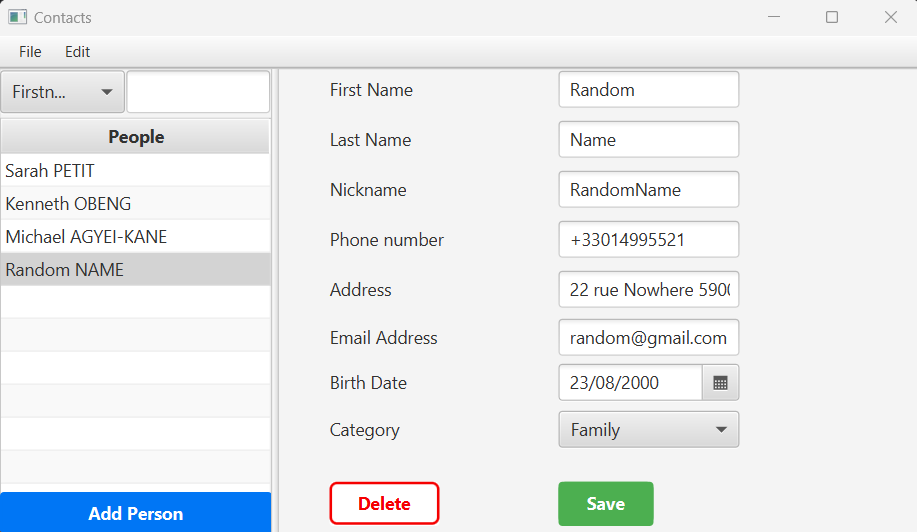 Contacts
File Edit
Firstn...
People
Sarah PETIT
Kenneth OBENG
Michael AGYEI-KANE
Random NAME
Add Person
First Name Random
Last Name Name
Nickname RandomName
Phone number +33014995521
Address 22 rue Nowhere 590
Email Address random@gmail.com
Birth Date 23/08/2000
Category Family
Delete Save